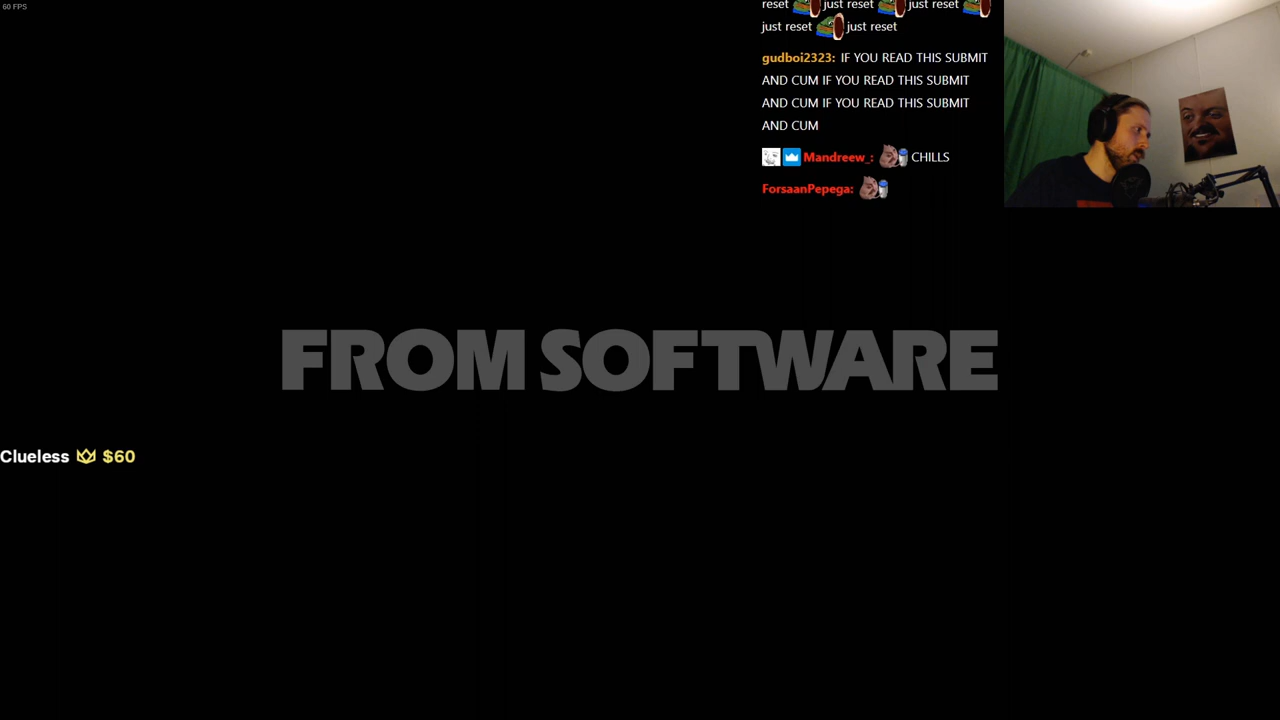 60 FPS
reset just reset just reset
just reset just reset
gudboi2323: IF YOU READ THIS SUBMIT
AND CUM IF YOU READ THIS SUBMIT
AND CUM IF YOU READ THIS SUBMIT
AND CUM
Mandreew_: CHILLS
ForsaanPepega:
FROM SOFTWARE
Clueless $60